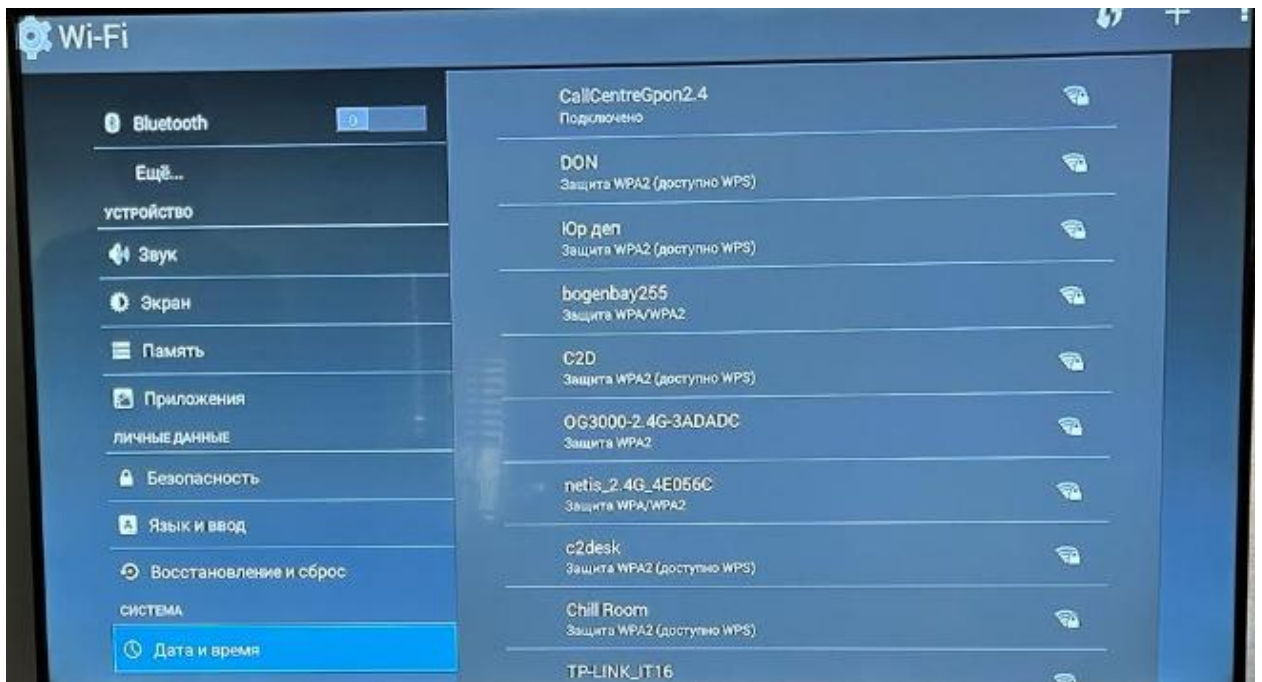 Wi-Fi
Bluetooth
Ещё...
УСТРОЙСТВО
Звук
Экран
Память
Приложения
ЛИЧНЫЕ ДАННЫЕ
Безопасность
Язык и ввод
Восстановление и сброс
СИСТЕМА
Дата и время
CallCentreGpon2.4
Подключено
DON
Защита WPA2 (доступно WPS)
Юр деп
Защита WPA2 (доступно WPS)
bogenbay255
Защита WPA/WPA2
C2D
Защита WPA2 (доступно WPS)
OG3000-2.4G-3ADADC
Защита WPA2
netis_2.4G_4E056C
Защита WPA/WPA2
c2desk
Защита WPA2 (доступно WPS)
Chill Room
Защита WPA2 (доступно WPS)
TP-LINK_IT16